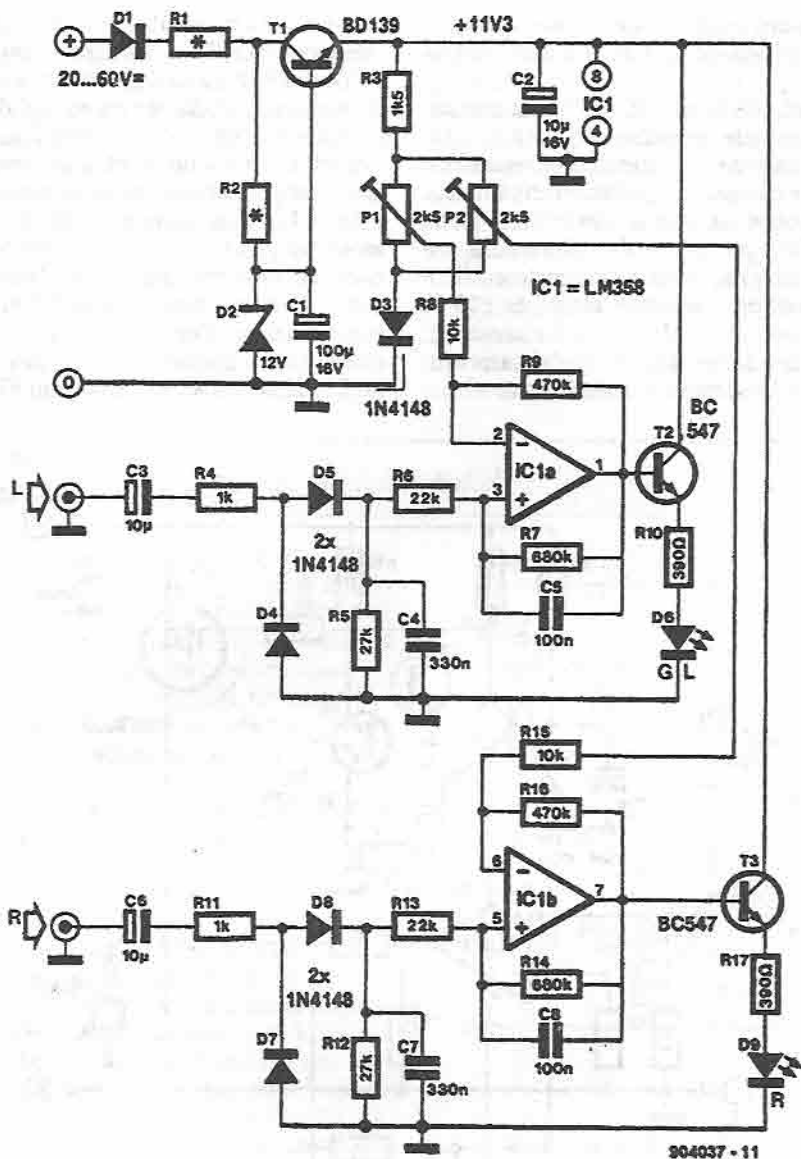 D1
R1
*
T1
BD139
+11V3
20...60V=
R3
1k5
C2
10µ
16V
8
IC1
4
R2
*
P1
2k5
P2
2k5
IC1 = LM358
D2
12V
C1
100µ
16V
D3
1N4148
R8
10k
R9
470k
BC
547
T2
2
1
IC1a
3
L
C3
10µ
R4
1k
D5
R6
22k
2x
1N4148
R7
680k
C5
100n
R10
390Ω
D4
R5
27k
C4
330n
D6
G L
R15
10k
R16
470k
6
IC1b
7
5
T3
BC547
R
C6
10µ
R11
1k
D8
R13
22k
2x
1N4148
R14
680k
C8
100n
R17
390Ω
D7
R12
27k
C7
330n
D9
R
0
904037 - 11